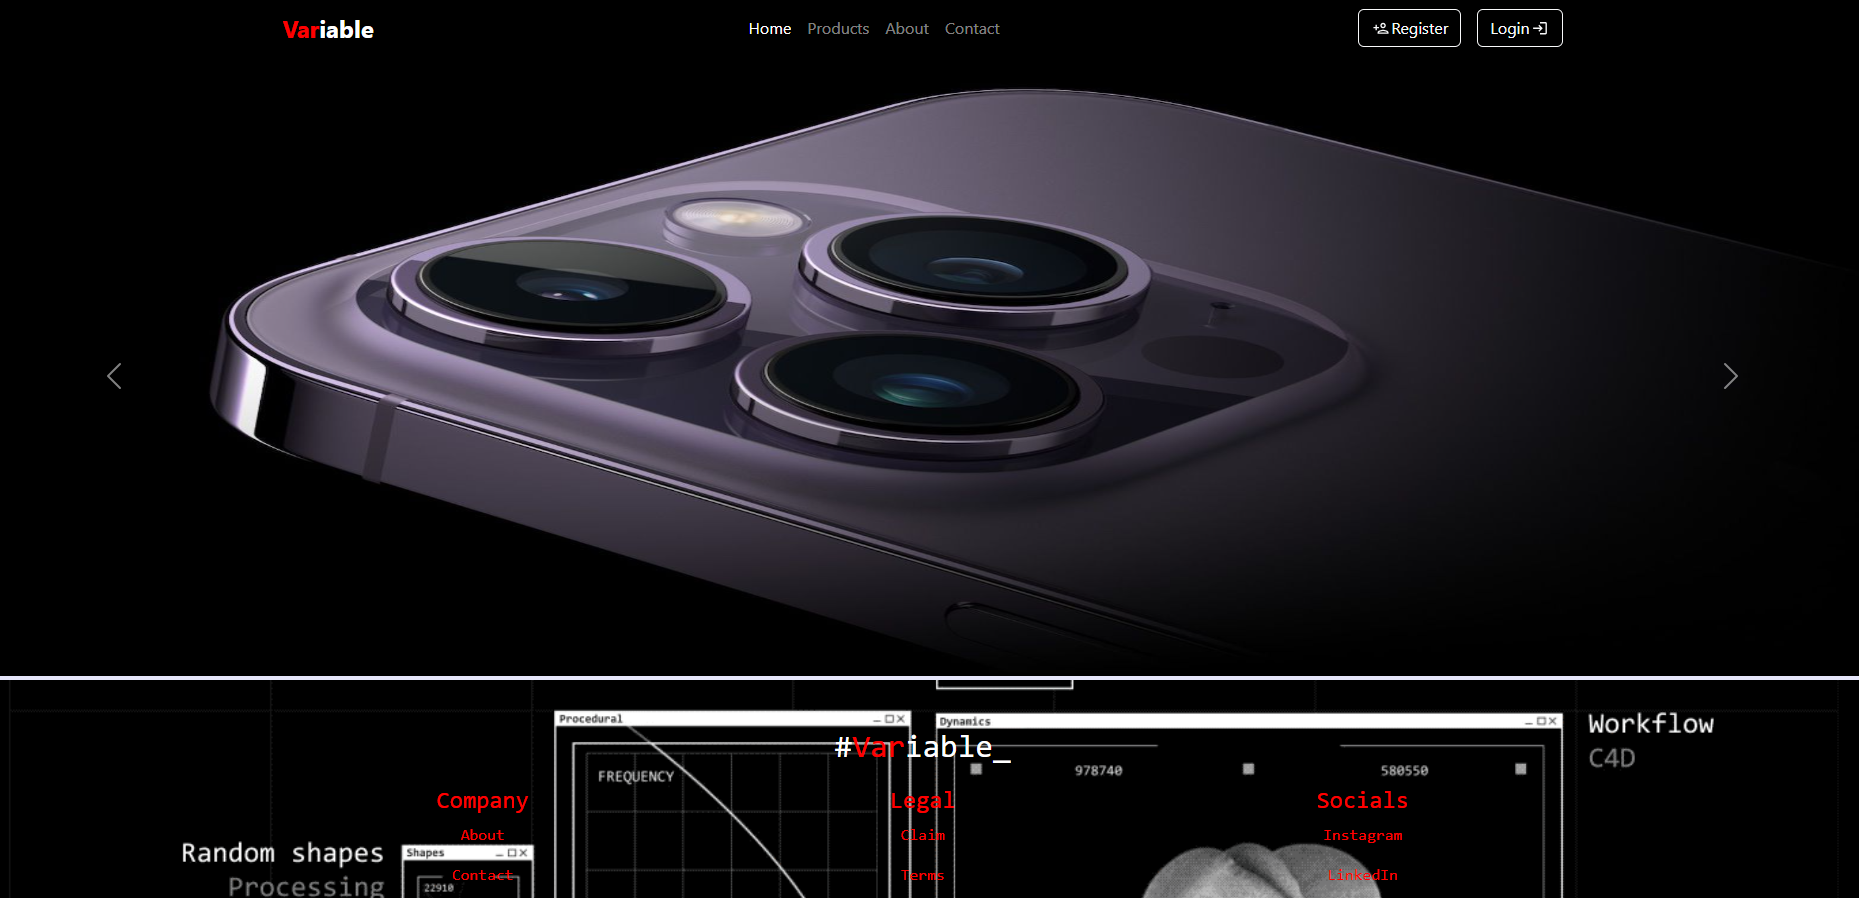 Variable
Home Products About Contact
Register
Login
Procedural
Dynamics
Workflow
C4D
#Variable_
FREQUENCY
978740
580550
Company
Legal
Socials
About
Claim
Instagram
Random shapes
Processing
Shapes
22910
Contact
Terms
LinkedIn